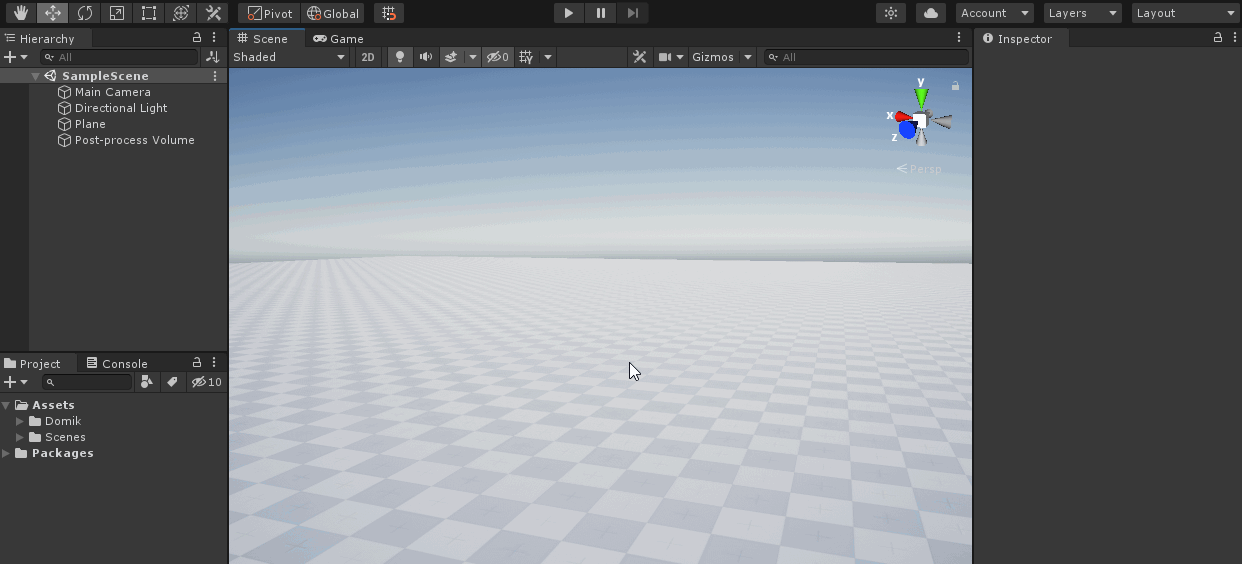 Pivot Global Account Layers Layout
Hierarchy Scene Game Inspector
All Shaded 2D 0 Gizmos All
SampleScene
Main Camera
Directional Light
Plane
Post-process Volume
y
x
z
Persp
Project Console
10
Assets
Domik
Scenes
Packages